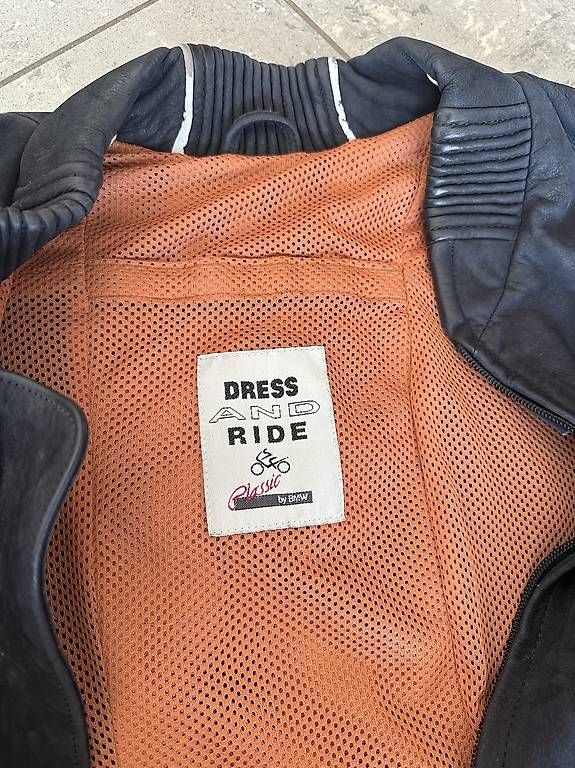 DRESS
AND
RIDE
Classic
by BMW